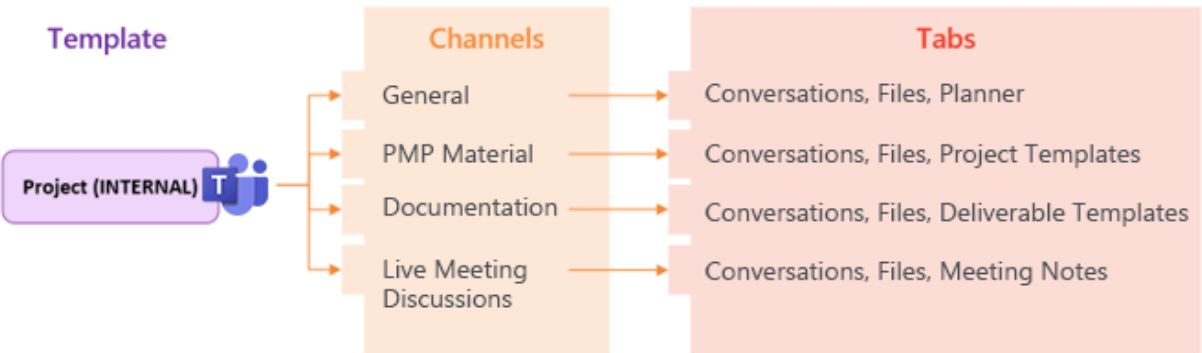 Template
Channels
Tabs
General
Conversations, Files, Planner
PMP Material
Conversations, Files, Project Templates
Project (INTERNAL)
T
Documentation
Conversations, Files, Deliverable Templates
Live Meeting
Discussions
Conversations, Files, Meeting Notes